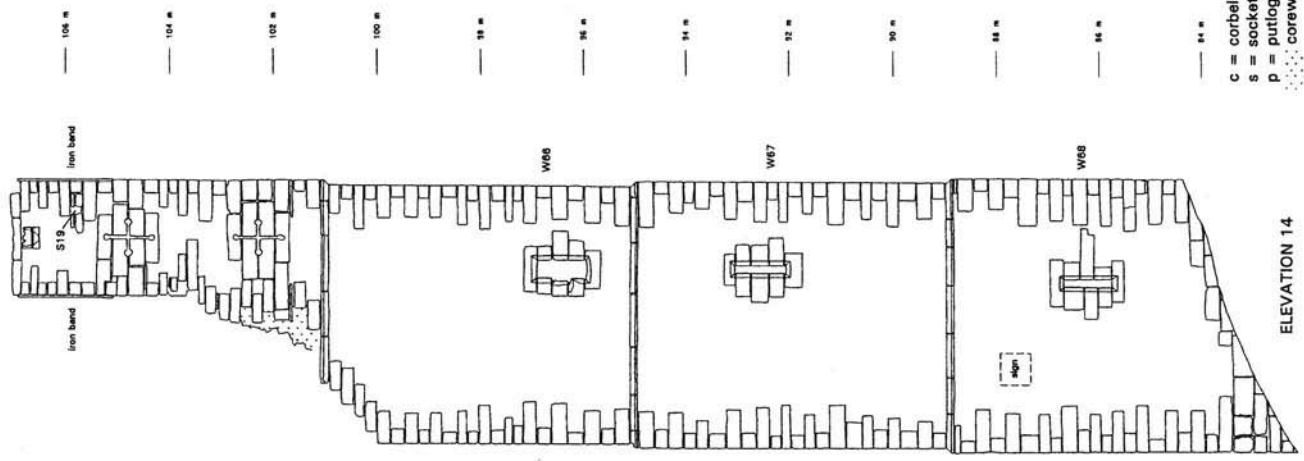 106 m
104 m
102 m
100 m
98 m
96 m
94 m
92 m
90 m
88 m
86 m
84 m
Iron band
Iron band
S19
W66
W67
W68
sign
c = corbel
s = socket
p = putlog
corew
ELEVATION 14